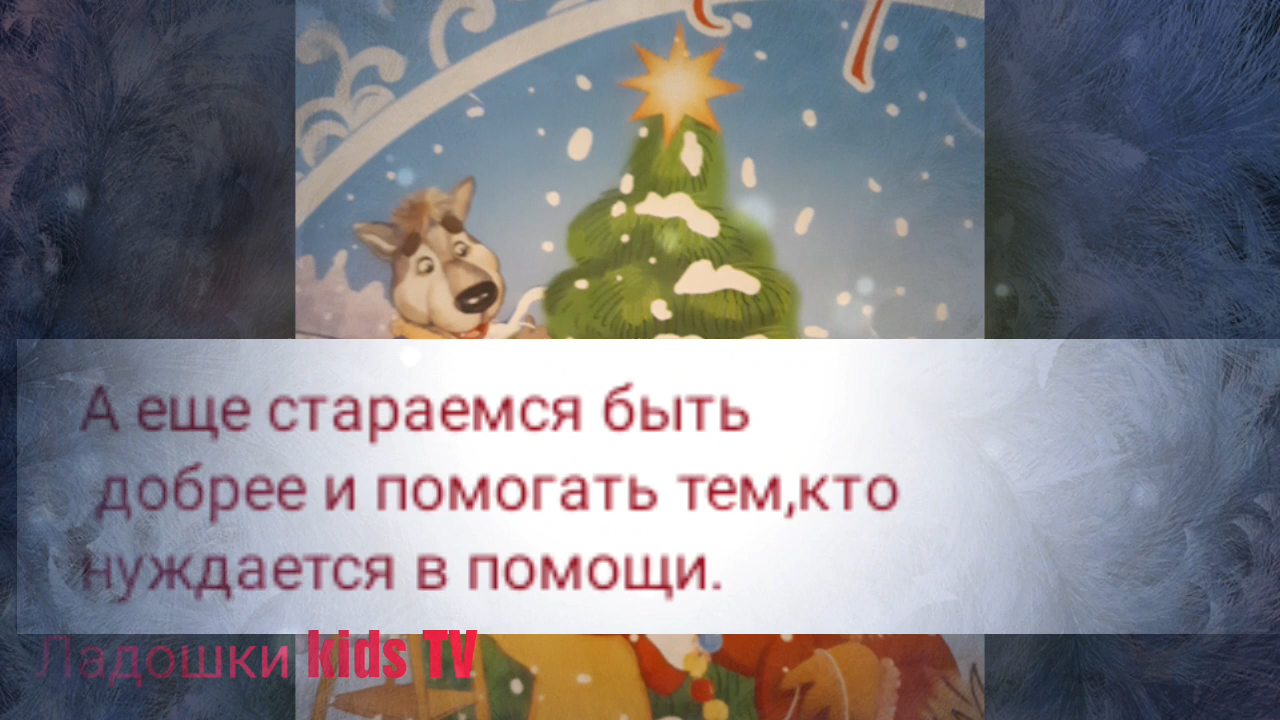 А еще стараемся быть
добрее и помогать тем,кто
нуждается в помощи.
Ладошки kids TV